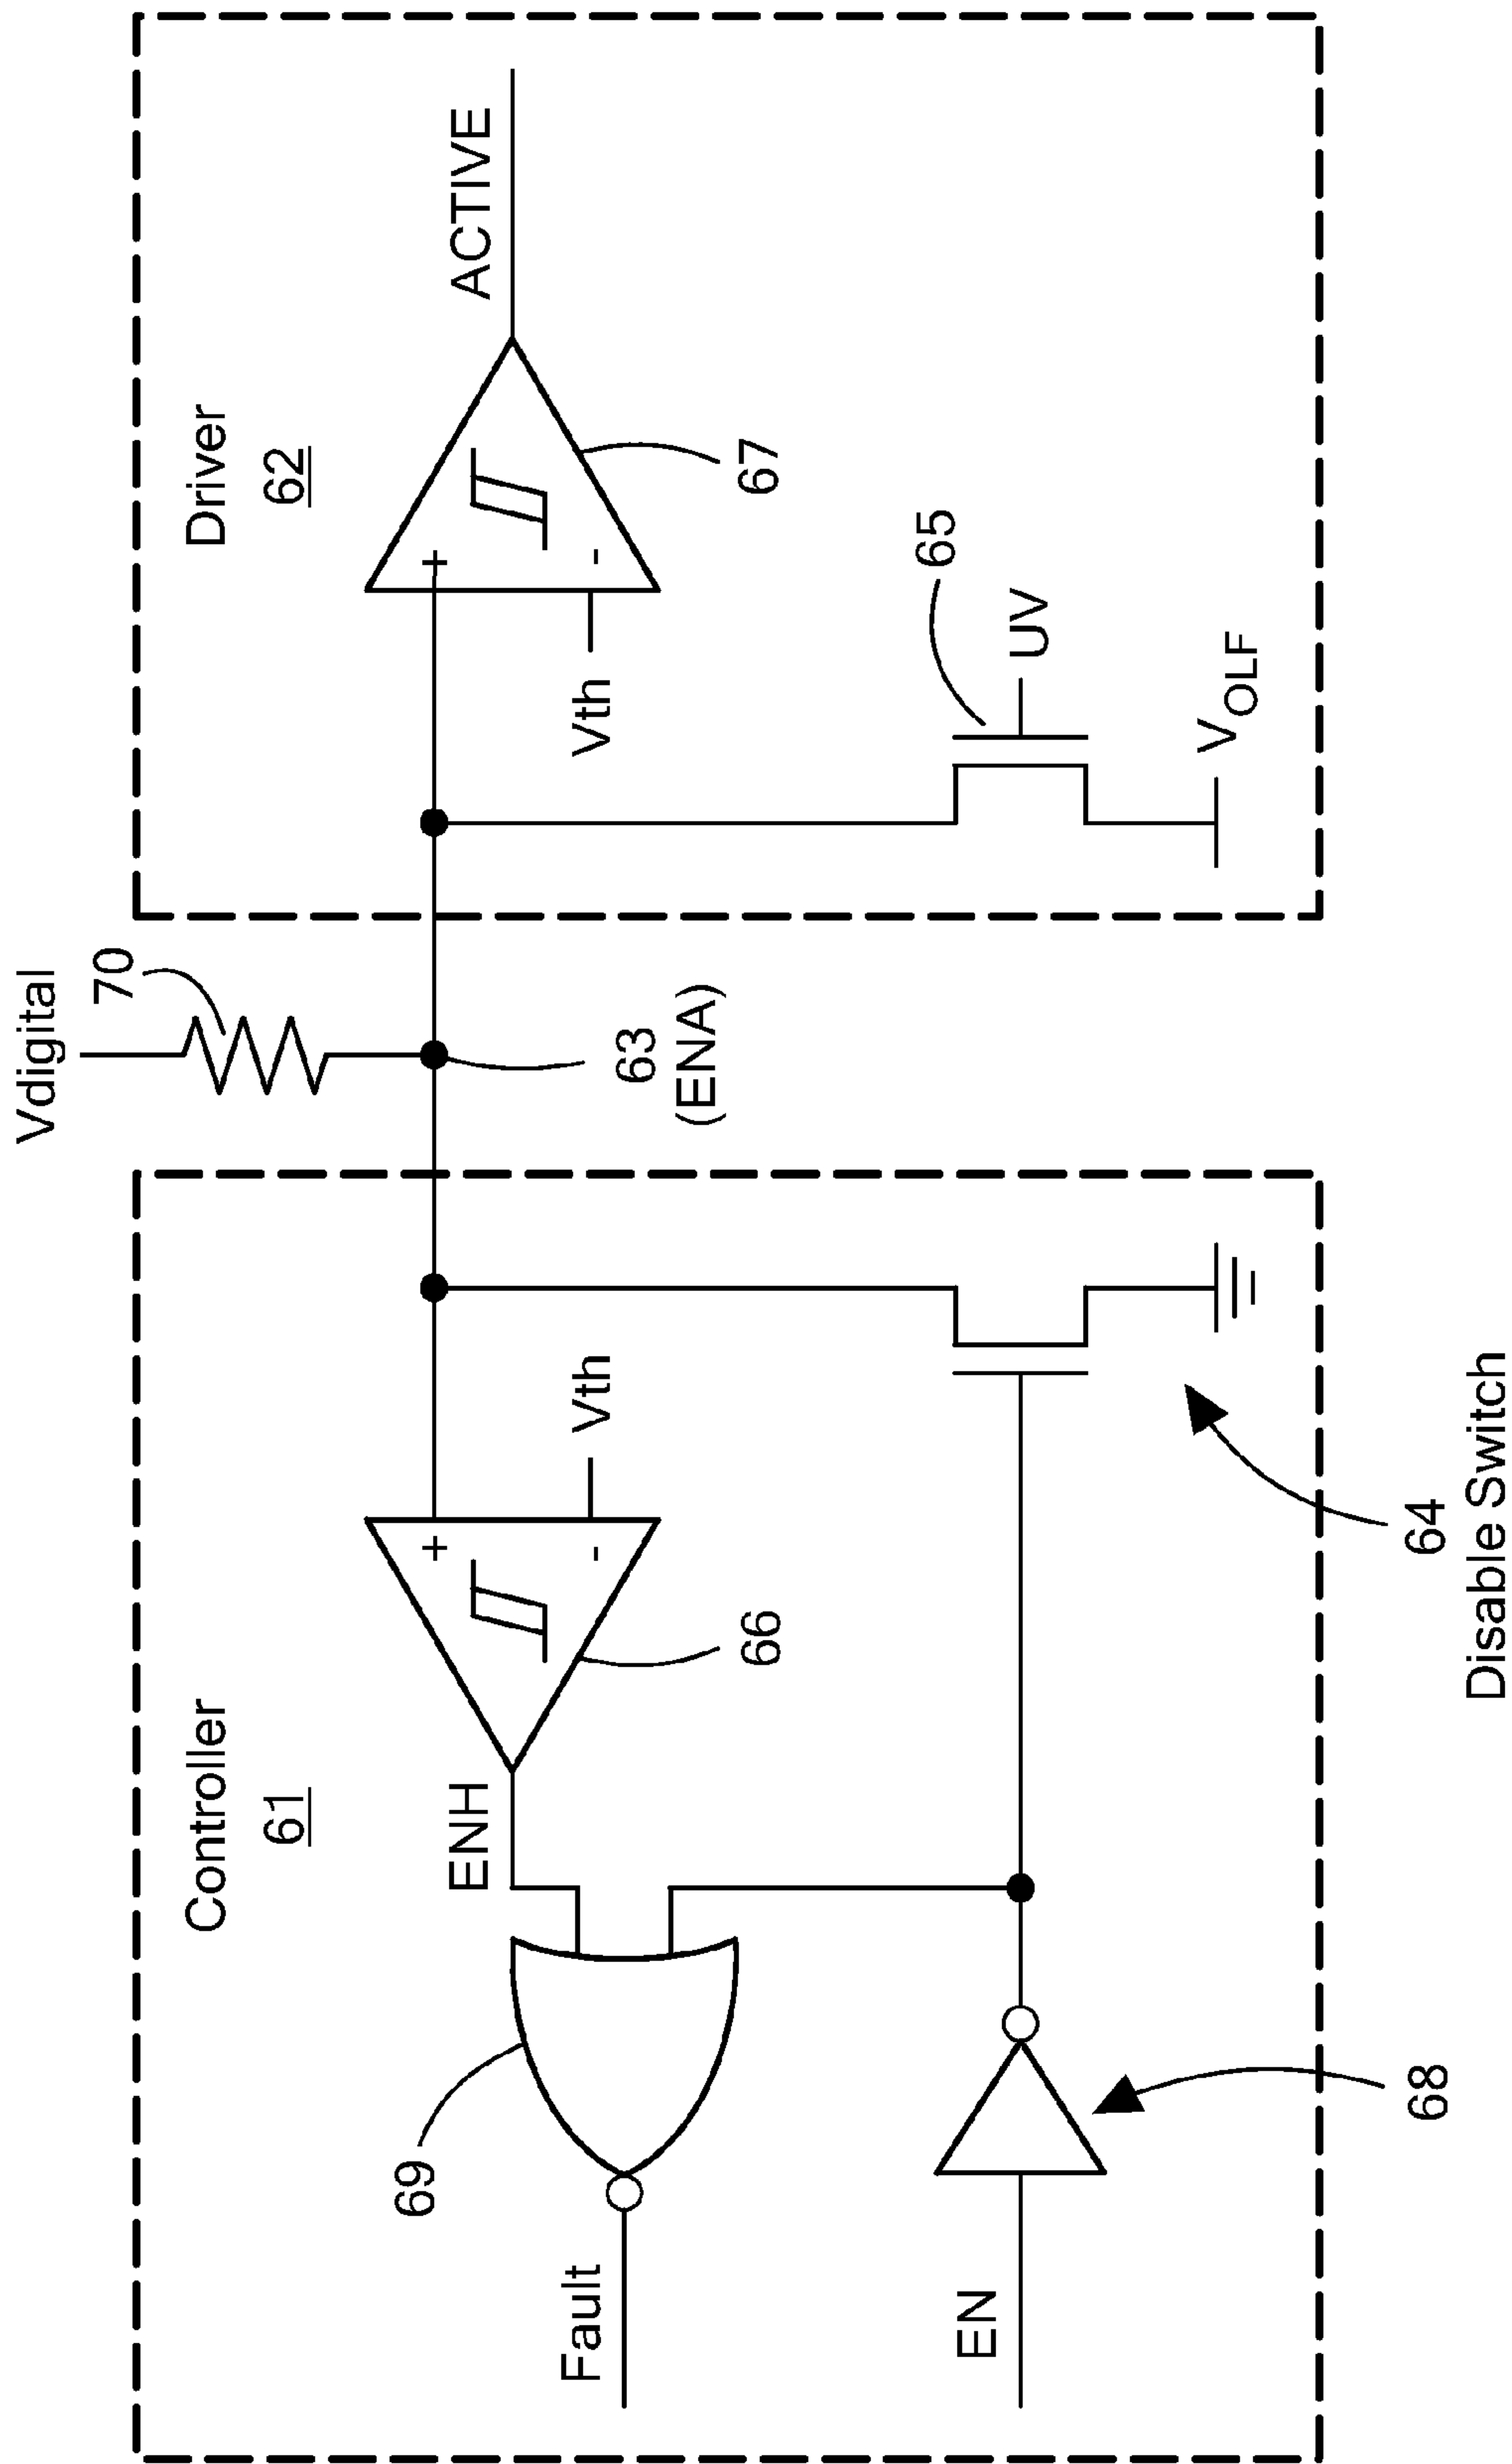 Vdigital
70
Controller
61
Driver
62
ENH
66
+
-
Vth
63
(ENA)
+
-
Vth
67
ACTIVE
69
Fault
65
UV
VOLF
EN
68
64
Disable Switch